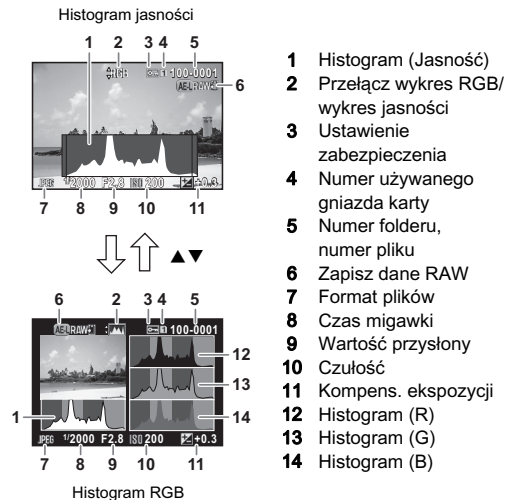 Histogram jasności
1 2 3 4 5
RGB 1 100-0001
AE-L RAW 6
JPEG 1/2000 F2.8 ISO 200 +0.3
7 8 9 10 11
▲▼
6 2 3 4 5
AE-L RAW 1 100-0001
12
13
1 14
JPEG 1/2000 F2.8 ISO 200 +0.3
7 8 9 10 11
Histogram RGB
1 Histogram (Jasność)
2 Przełącz wykres RGB/
wykres jasności
3 Ustawienie
zabezpieczenia
4 Numer używanego
gniazda karty
5 Numer folderu,
numer pliku
6 Zapisz dane RAW
7 Format plików
8 Czas migawki
9 Wartość przysłony
10 Czułość
11 Kompens. ekspozycji
12 Histogram (R)
13 Histogram (G)
14 Histogram (B)